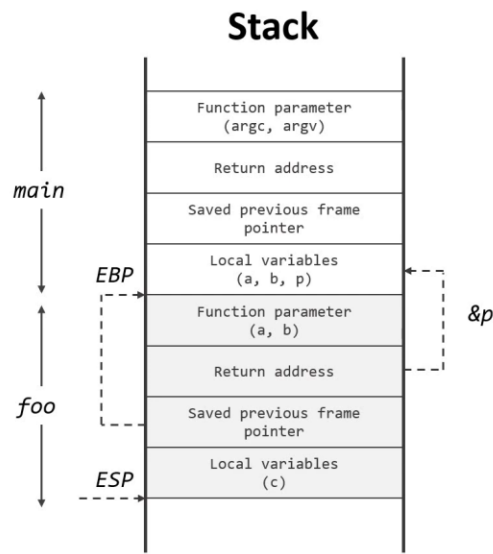 Stack
Function parameter
(argc, argv)
Return address
main
Saved previous frame
pointer
Local variables
(a, b, p)
EBP
Function parameter
(a, b)
&p
Return address
foo
Saved previous frame
pointer
Local variables
(c)
ESP